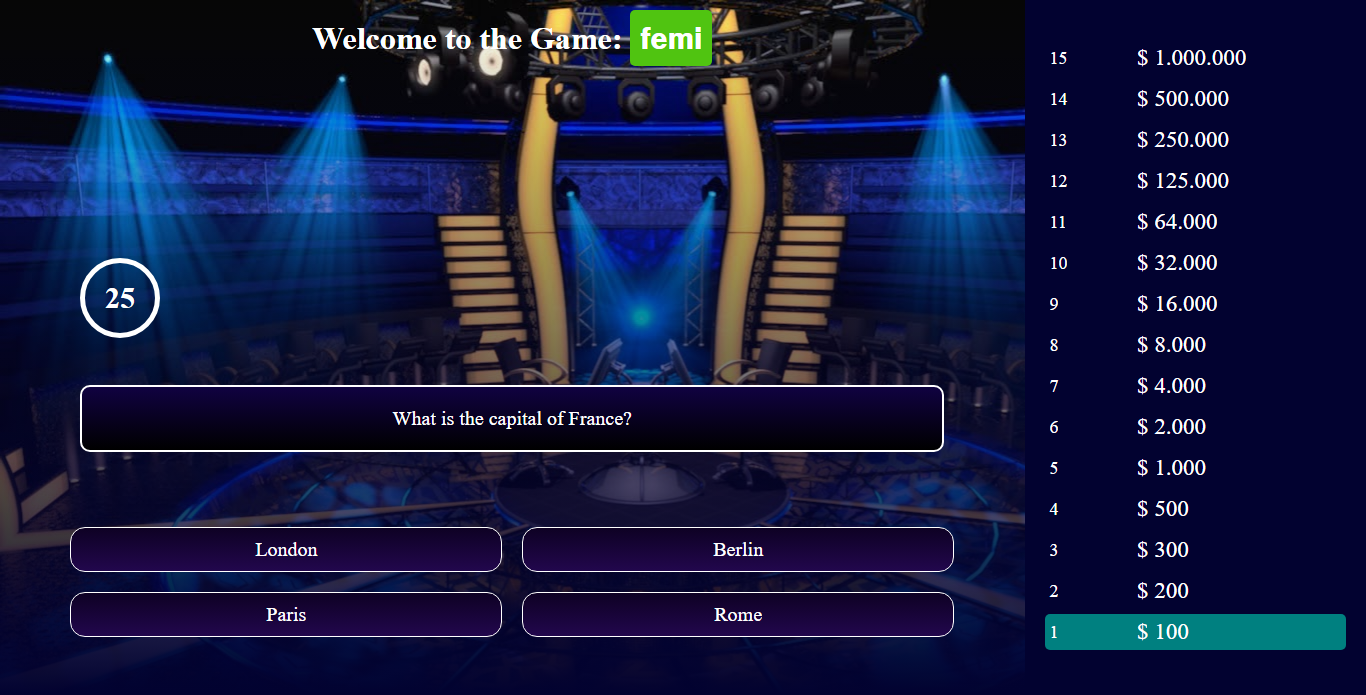 Welcome to the Game: femi
25
What is the capital of France?
London
Berlin
Paris
Rome
15 $ 1.000.000
14 $ 500.000
13 $ 250.000
12 $ 125.000
11 $ 64.000
10 $ 32.000
9 $ 16.000
8 $ 8.000
7 $ 4.000
6 $ 2.000
5 $ 1.000
4 $ 500
3 $ 300
2 $ 200
1 $ 100